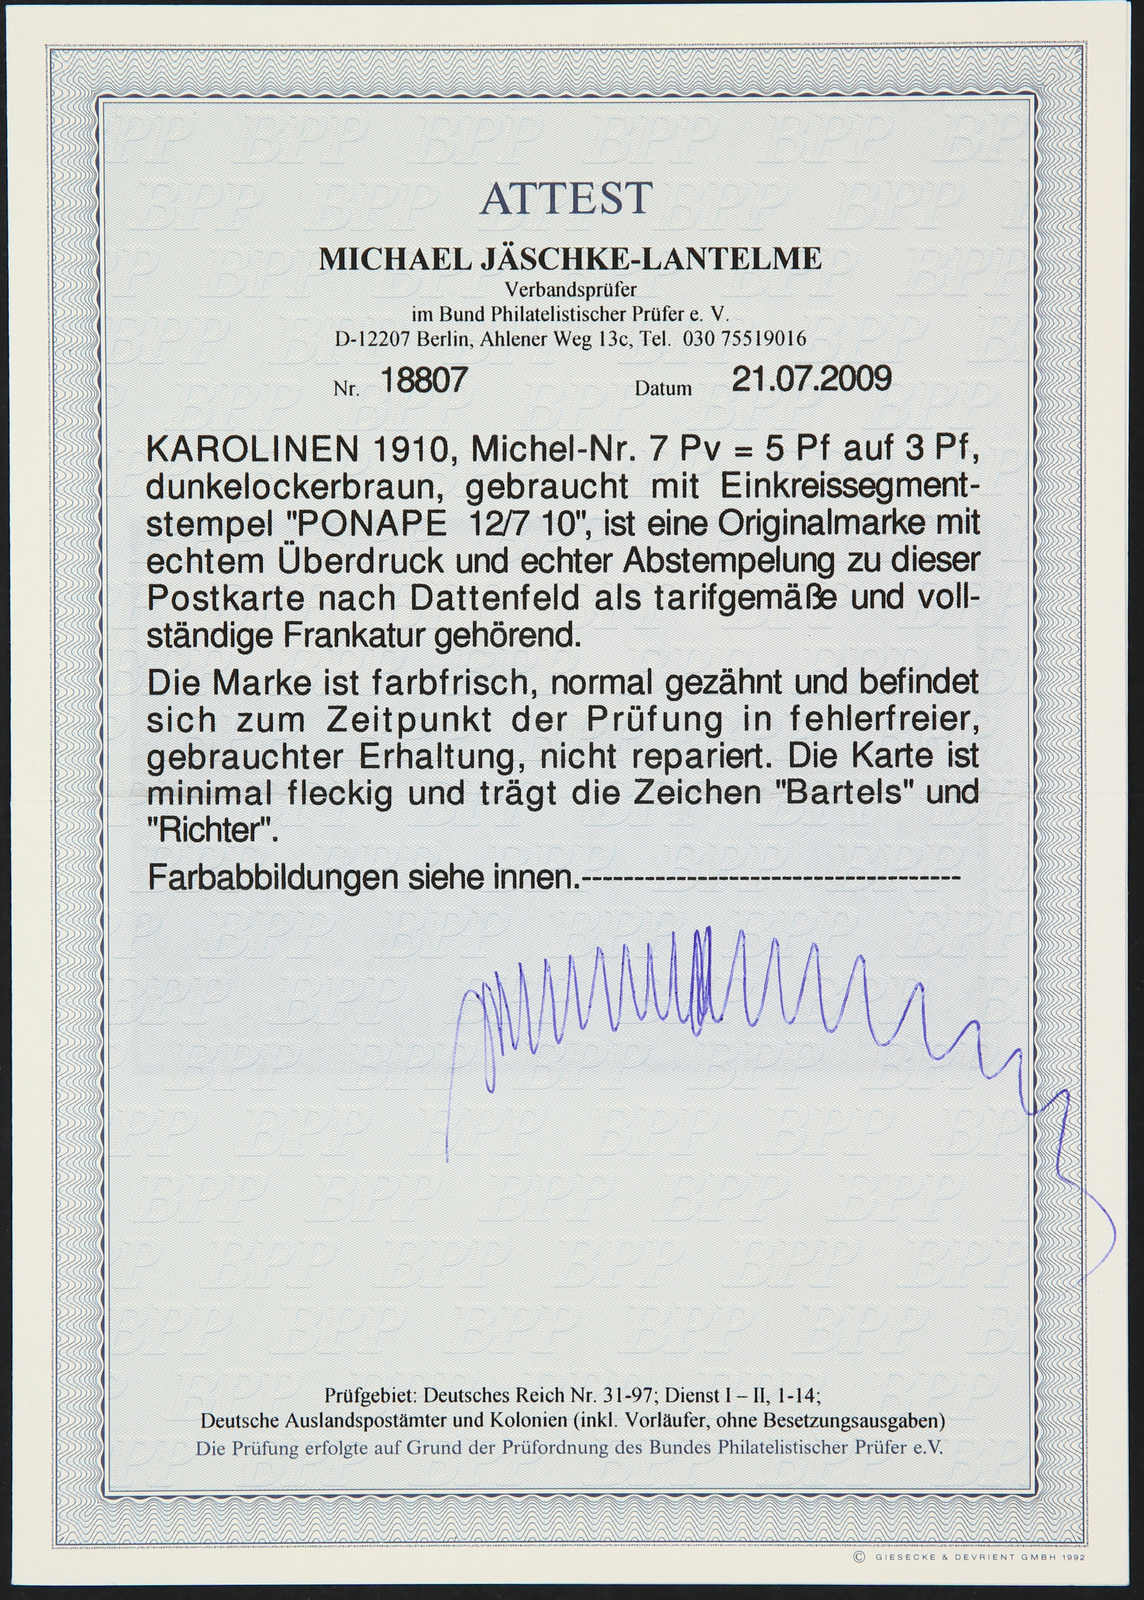 ATTEST
MICHAEL JÄSCHKE-LANTELME
Verbandsprüfer
im Bund Philatelistischer Prüfer e. V.
D-12207 Berlin, Ahlener Weg 13c, Tel. 030 75519016
Nr. 18807 Datum 21.07.2009
KAROLINEN 1910, Michel-Nr. 7 Pv = 5 Pf auf 3 Pf,
dunkelockerbraun, gebraucht mit Einkreissegment-
stempel "PONAPE 12/7 10", ist eine Originalmarke mit
echtem Überdruck und echter Abstempelung zu dieser
Postkarte nach Dattenfeld als tarifgemäße und voll-
ständige Frankatur gehörend.
Die Marke ist farbfrisch, normal gezähnt und befindet
sich zum Zeitpunkt der Prüfung in fehlerfreier,
gebrauchter Erhaltung, nicht repariert. Die Karte ist
minimal fleckig und trägt die Zeichen "Bartels" und
"Richter".
Farbabbildungen siehe innen.------------------------------------
Prüfgebiet: Deutsches Reich Nr. 31-97; Dienst I – II, 1-14;
Deutsche Auslandspostämter und Kolonien (inkl. Vorläufer, ohne Besetzungsausgaben)
Die Prüfung erfolgte auf Grund der Prüfordnung des Bundes Philatelistischer Prüfer e.V.
© GIESECKE & DEVRIENT GMBH 1992